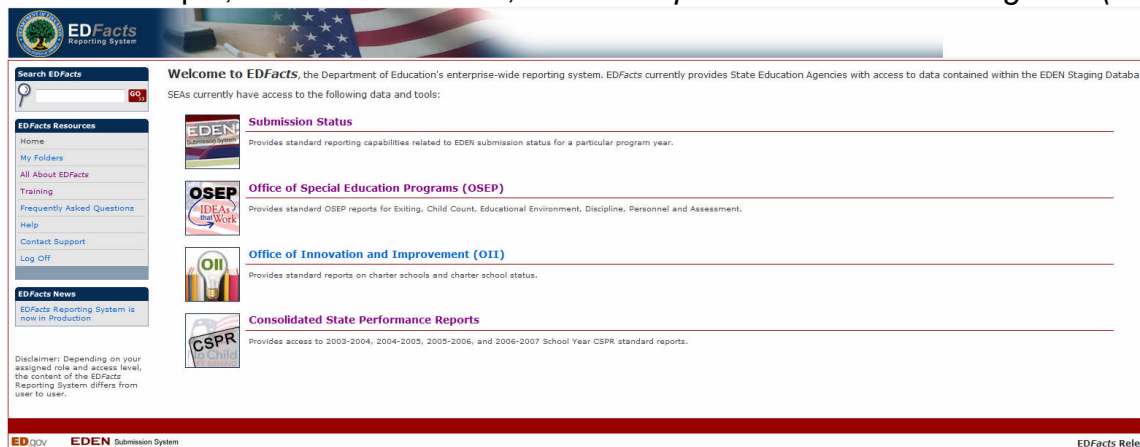 EDFacts
Reporting System
Search EDFacts
GO
EDFacts Resources
Home
My Folders
All About EDFacts
Training
Frequently Asked Questions
Help
Contact Support
Log Off
EDFacts News
EDFacts Reporting System is
now in Production
Disclaimer: Depending on your
assigned role and access level,
the content of the EDFacts
Reporting System differs from
user to user.
Welcome to EDFacts, the Department of Education's enterprise-wide reporting system. EDFacts currently provides State Education Agencies with access to data contained within the EDEN Staging Databa
SEAs currently have access to the following data and tools:
EDEN
Submission System
Submission Status
Provides standard reporting capabilities related to EDEN submission status for a particular program year.
OSEP
IDEAs
that Work
Office of Special Education Programs (OSEP)
Provides standard OSEP reports for Exiting, Child Count, Educational Environment, Discipline, Personnel and Assessment.
OII
Office of Innovation and Improvement (OII)
Provides standard reports on charter schools and charter school status.
CSPR
Consolidated State Performance Reports
Provides access to 2003-2004, 2004-2005, 2005-2006, and 2006-2007 School Year CSPR standard reports.
ED.gov EDEN Submission System
EDFacts Rele